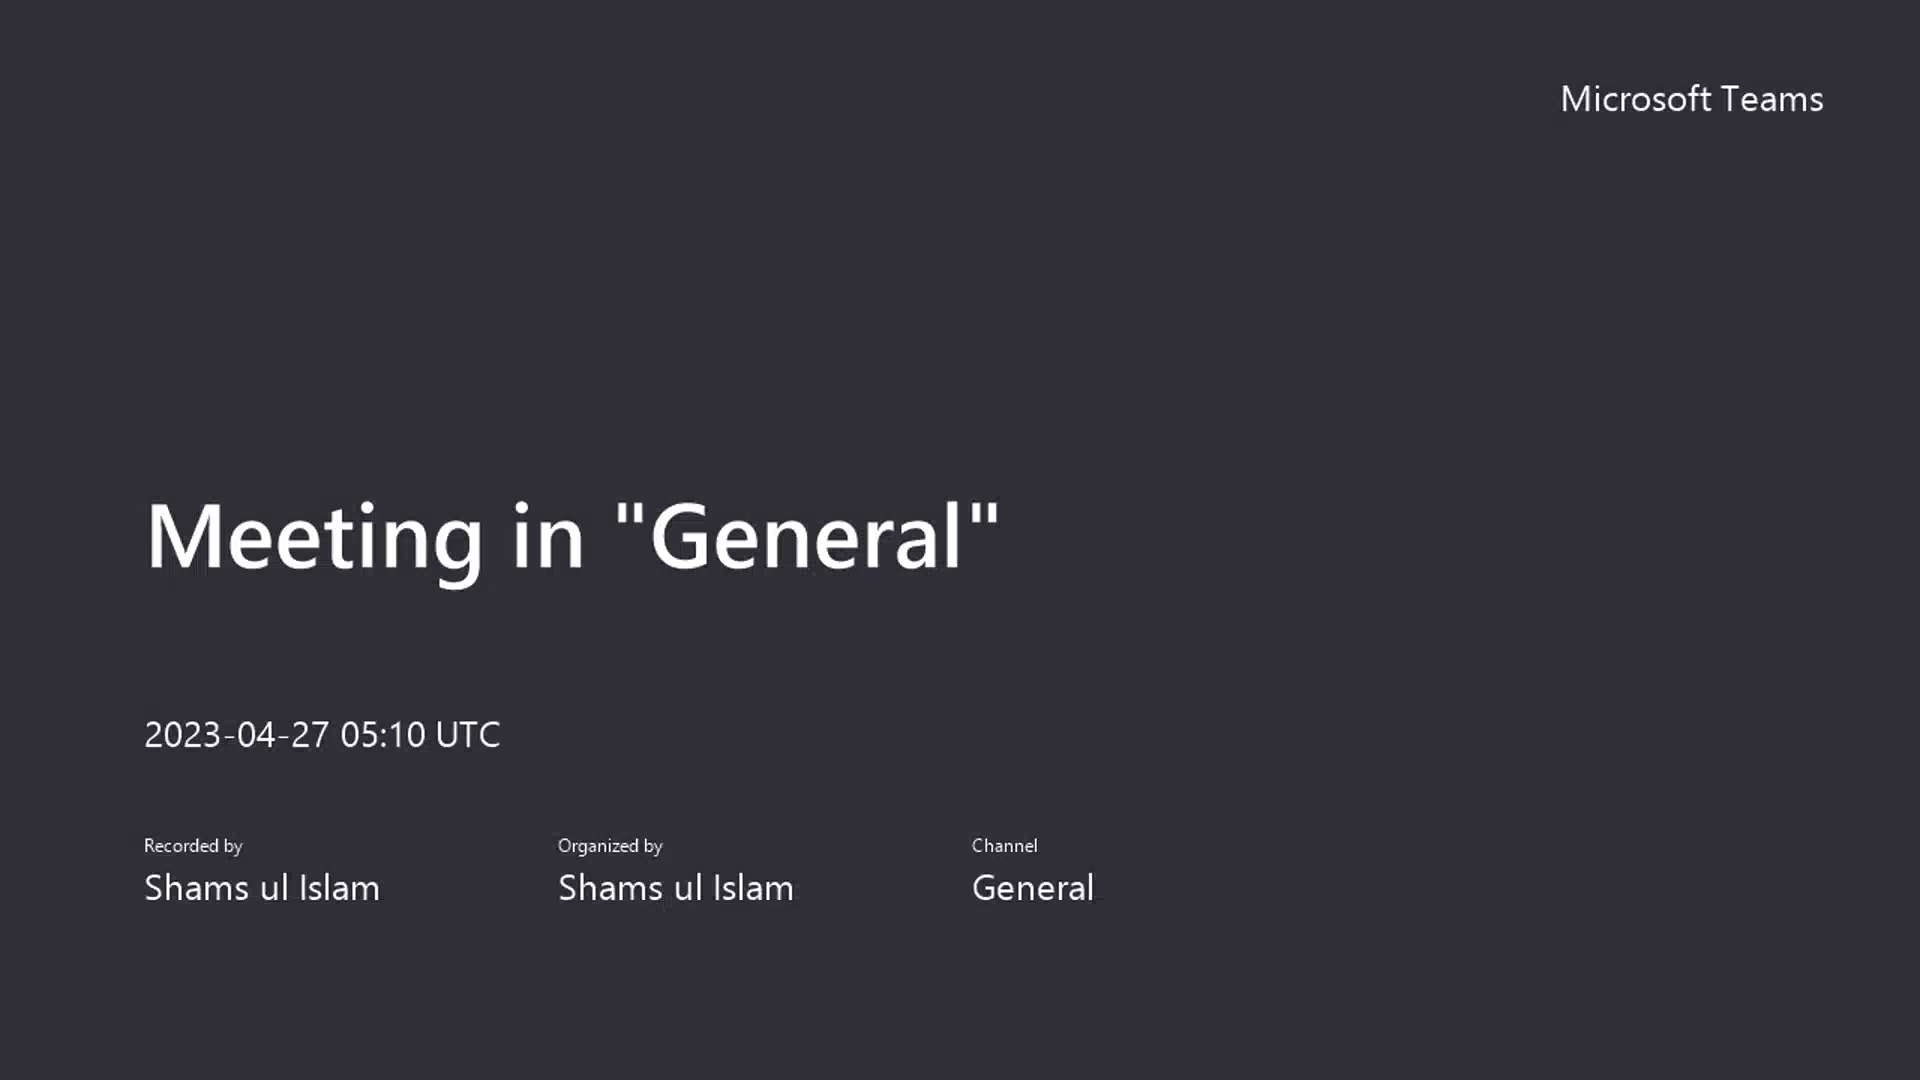 Microsoft Teams
Meeting in "General"
2023-04-27 05:10 UTC
Recorded by
Shams ul Islam
Organized by
Shams ul Islam
Channel
General